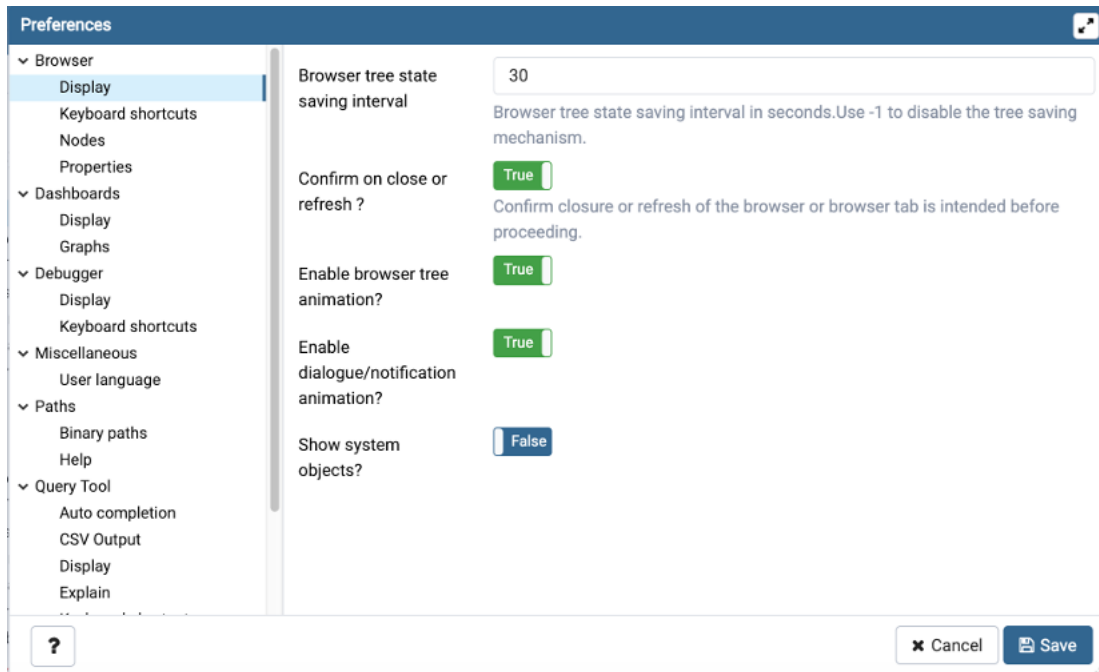 Preferences
Browser
Display
Keyboard shortcuts
Nodes
Properties
Dashboards
Display
Graphs
Debugger
Display
Keyboard shortcuts
Miscellaneous
User language
Paths
Binary paths
Help
Query Tool
Auto completion
CSV Output
Display
Explain
Browser tree state
saving interval
30
Browser tree state saving interval in seconds.Use -1 to disable the tree saving
mechanism.
Confirm on close or
refresh ?
True
Confirm closure or refresh of the browser or browser tab is intended before
proceeding.
Enable browser tree
animation?
True
Enable
dialogue/notification
animation?
True
Show system
objects?
False
?
Cancel
Save